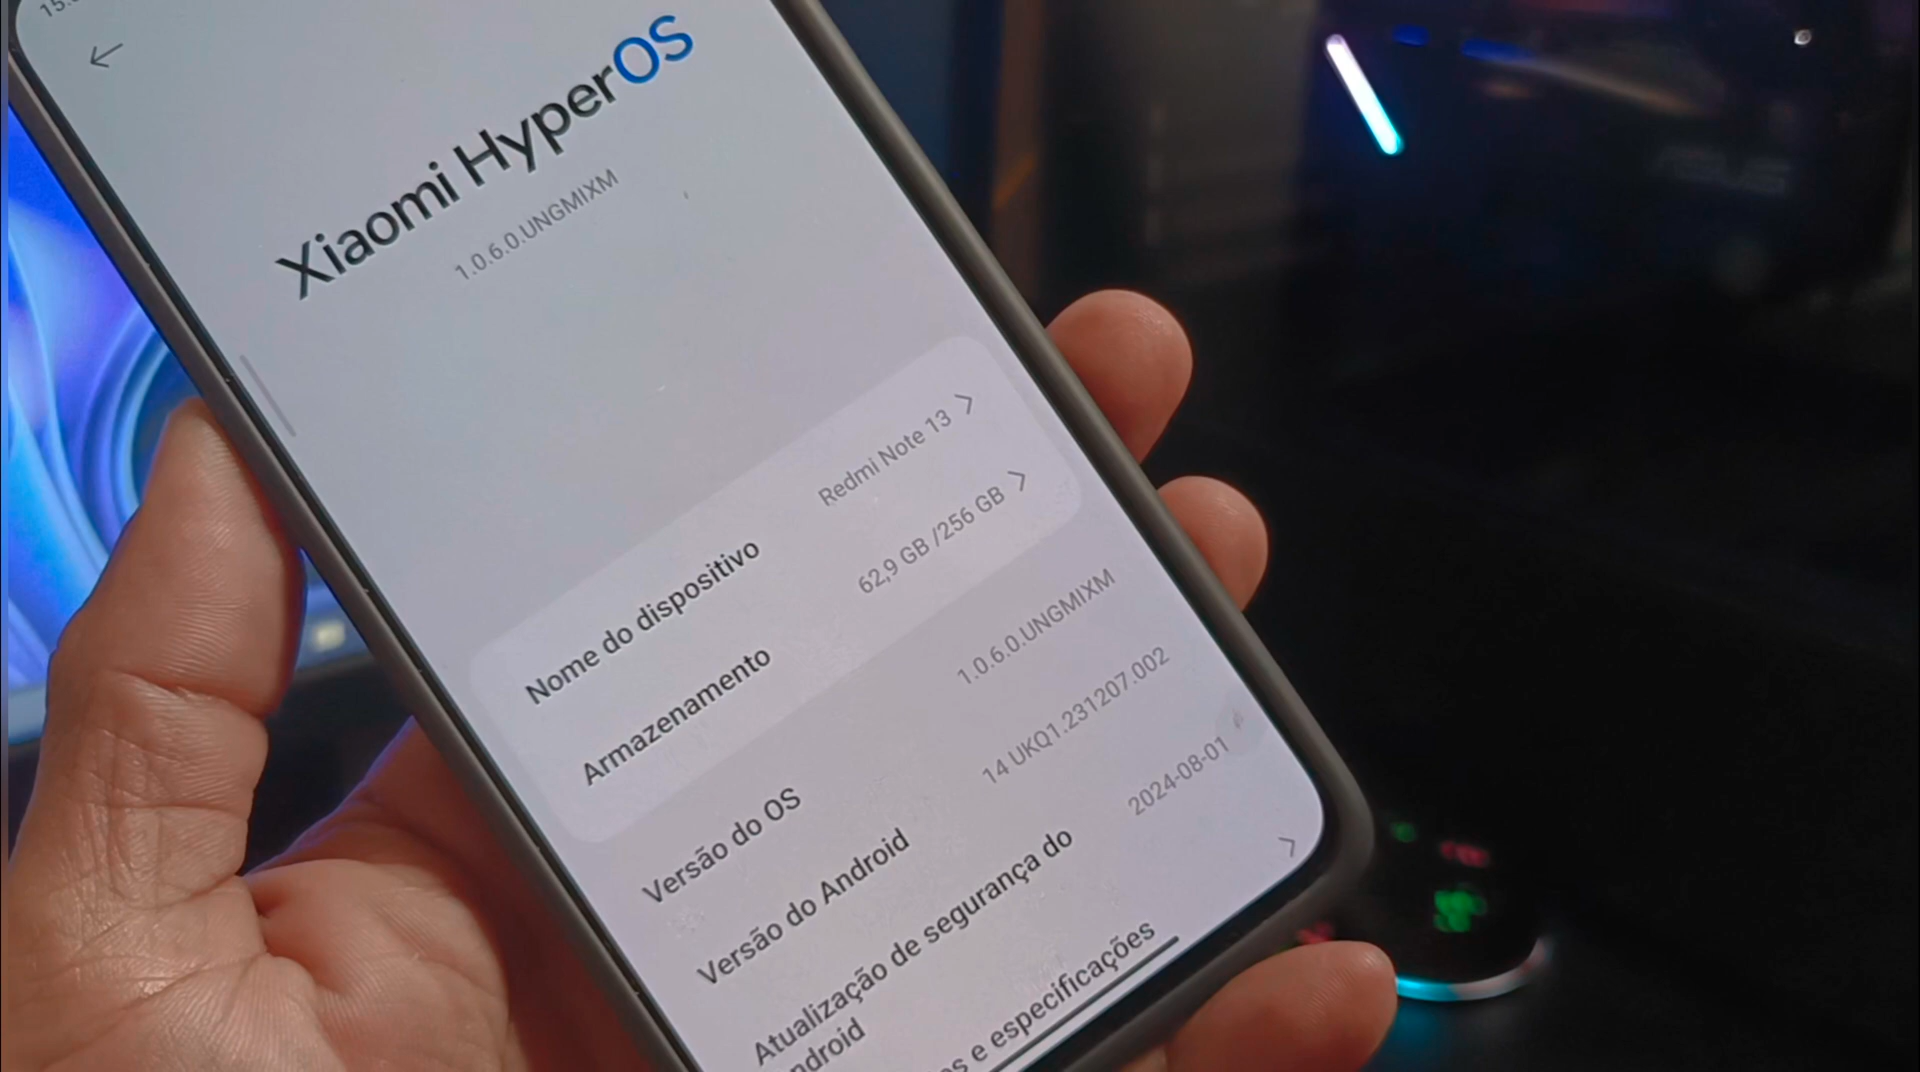 Xiaomi HyperOS
1.0.6.0.UNGMIXM
Nome do dispositivo Redmi Note 13
Armazenamento 62,9 GB /256 GB
Versão do OS 1.0.6.0.UNGMIXM
Versão do Android 14 UKQ1.231207.002
Atualização de segurança do 2024-08-01
ndroid
s e especificações